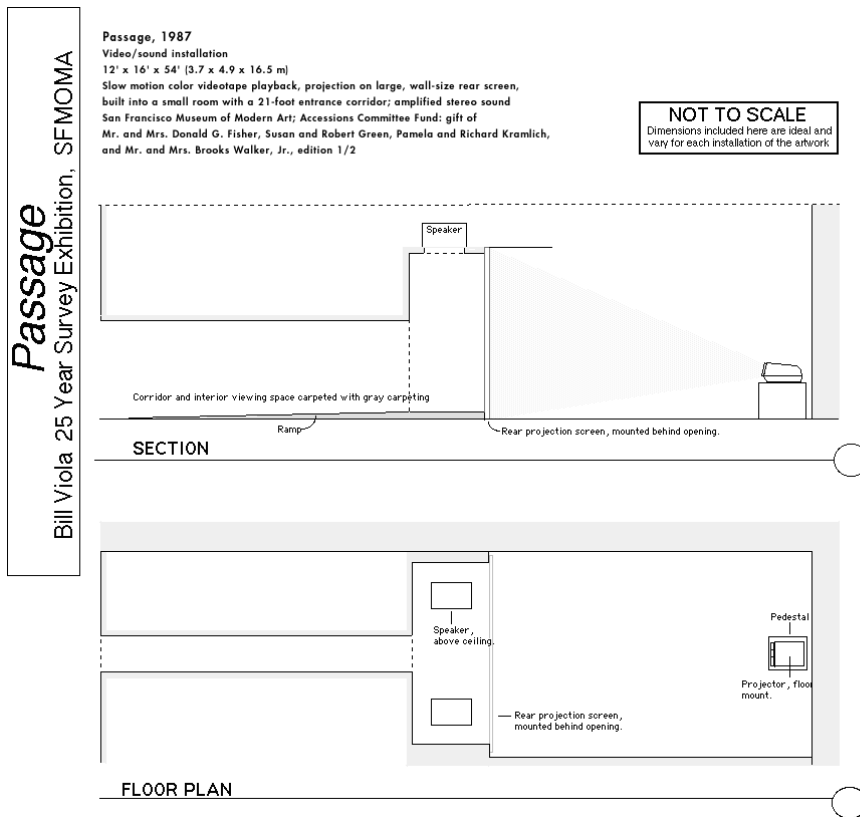 Passage
Bill Viola 25 Year Survey Exhibition, SFMOMA
Passage, 1987
Video/sound installation
12' x 16' x 54' (3.7 x 4.9 x 16.5 m)
Slow motion color videotape playback, projection on large, wall-size rear screen,
built into a small room with a 21-foot entrance corridor; amplified stereo sound
San Francisco Museum of Modern Art; Accessions Committee Fund: gift of
Mr. and Mrs. Donald G. Fisher, Susan and Robert Green, Pamela and Richard Kramlich,
and Mr. and Mrs. Brooks Walker, Jr., edition 1/2
NOT TO SCALE
Dimensions included here are ideal and
vary for each installation of the artwork
Speaker
Corridor and interior viewing space carpeted with gray carpeting
Ramp
Rear projection screen, mounted behind opening.
SECTION
Speaker,
above ceiling.
Pedestal
Projector, floor
mount.
Rear projection screen,
mounted behind opening.
FLOOR PLAN